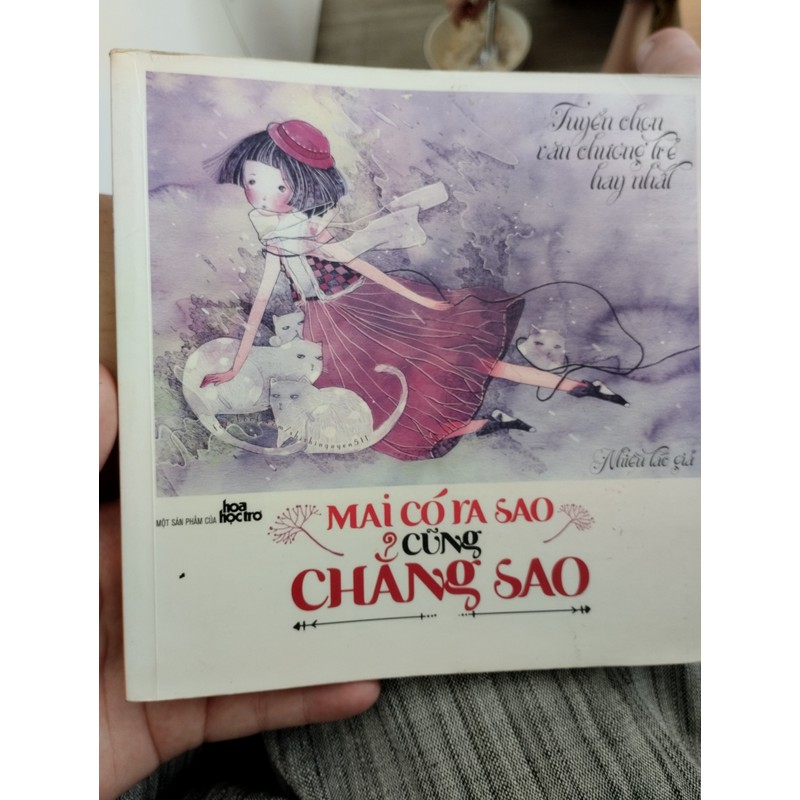 Tuyển chọn
văn chương trẻ
hay nhất
Nhiều tác giả
MỘT SẢN PHẨM CỦA hoa học trò
MAI CÓ RA SAO
CŨNG
CHẲNG SAO